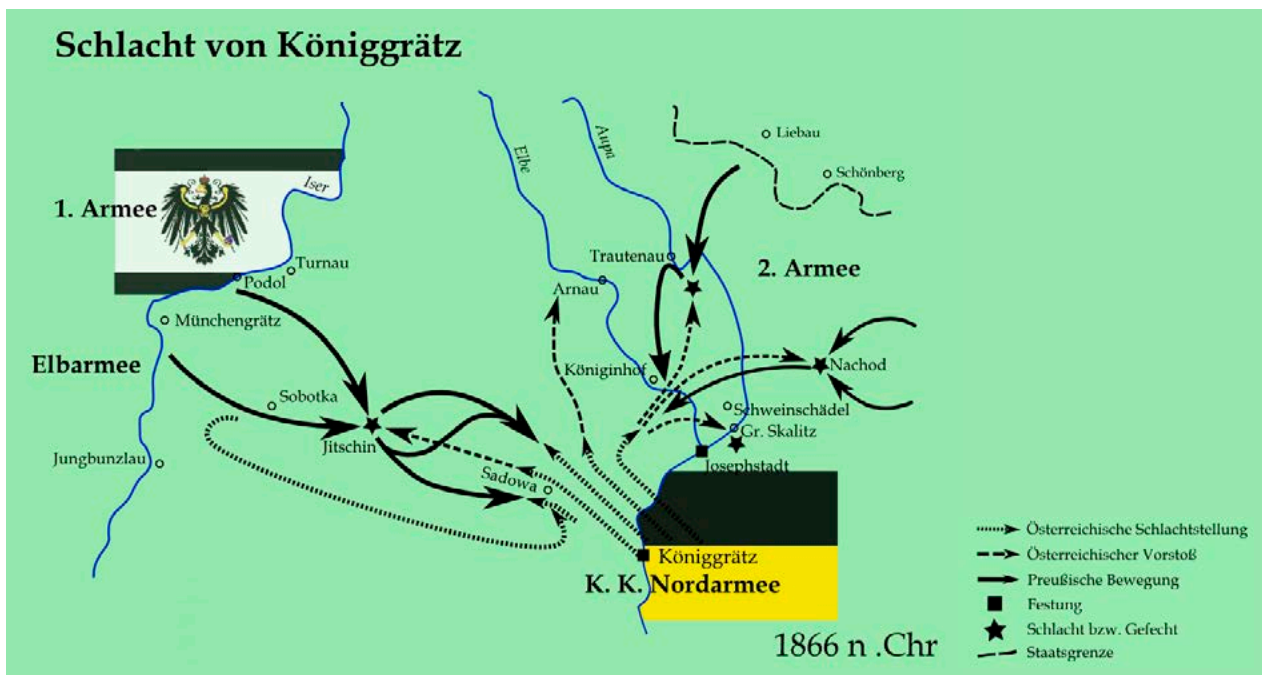 Schlacht von Königgrätz
Elbe
Aupa
Liebau
Schönberg
Iser
1. Armee
Trautenau
2. Armee
Turnau
Podol
Arnau
Münchengrätz
Elbarmee
Königinhof
Nachod
Sobotka
Schweinschädel
Gr. Skalitz
Jitschin
Jungbunzlau
Josephstadt
Sadowa
Königgrätz
K. K. Nordarmee
1866 n .Chr
Österreichische Schlachtstellung
Österreichischer Vorstoß
Preußische Bewegung
Festung
Schlacht bzw. Gefecht
Staatsgrenze